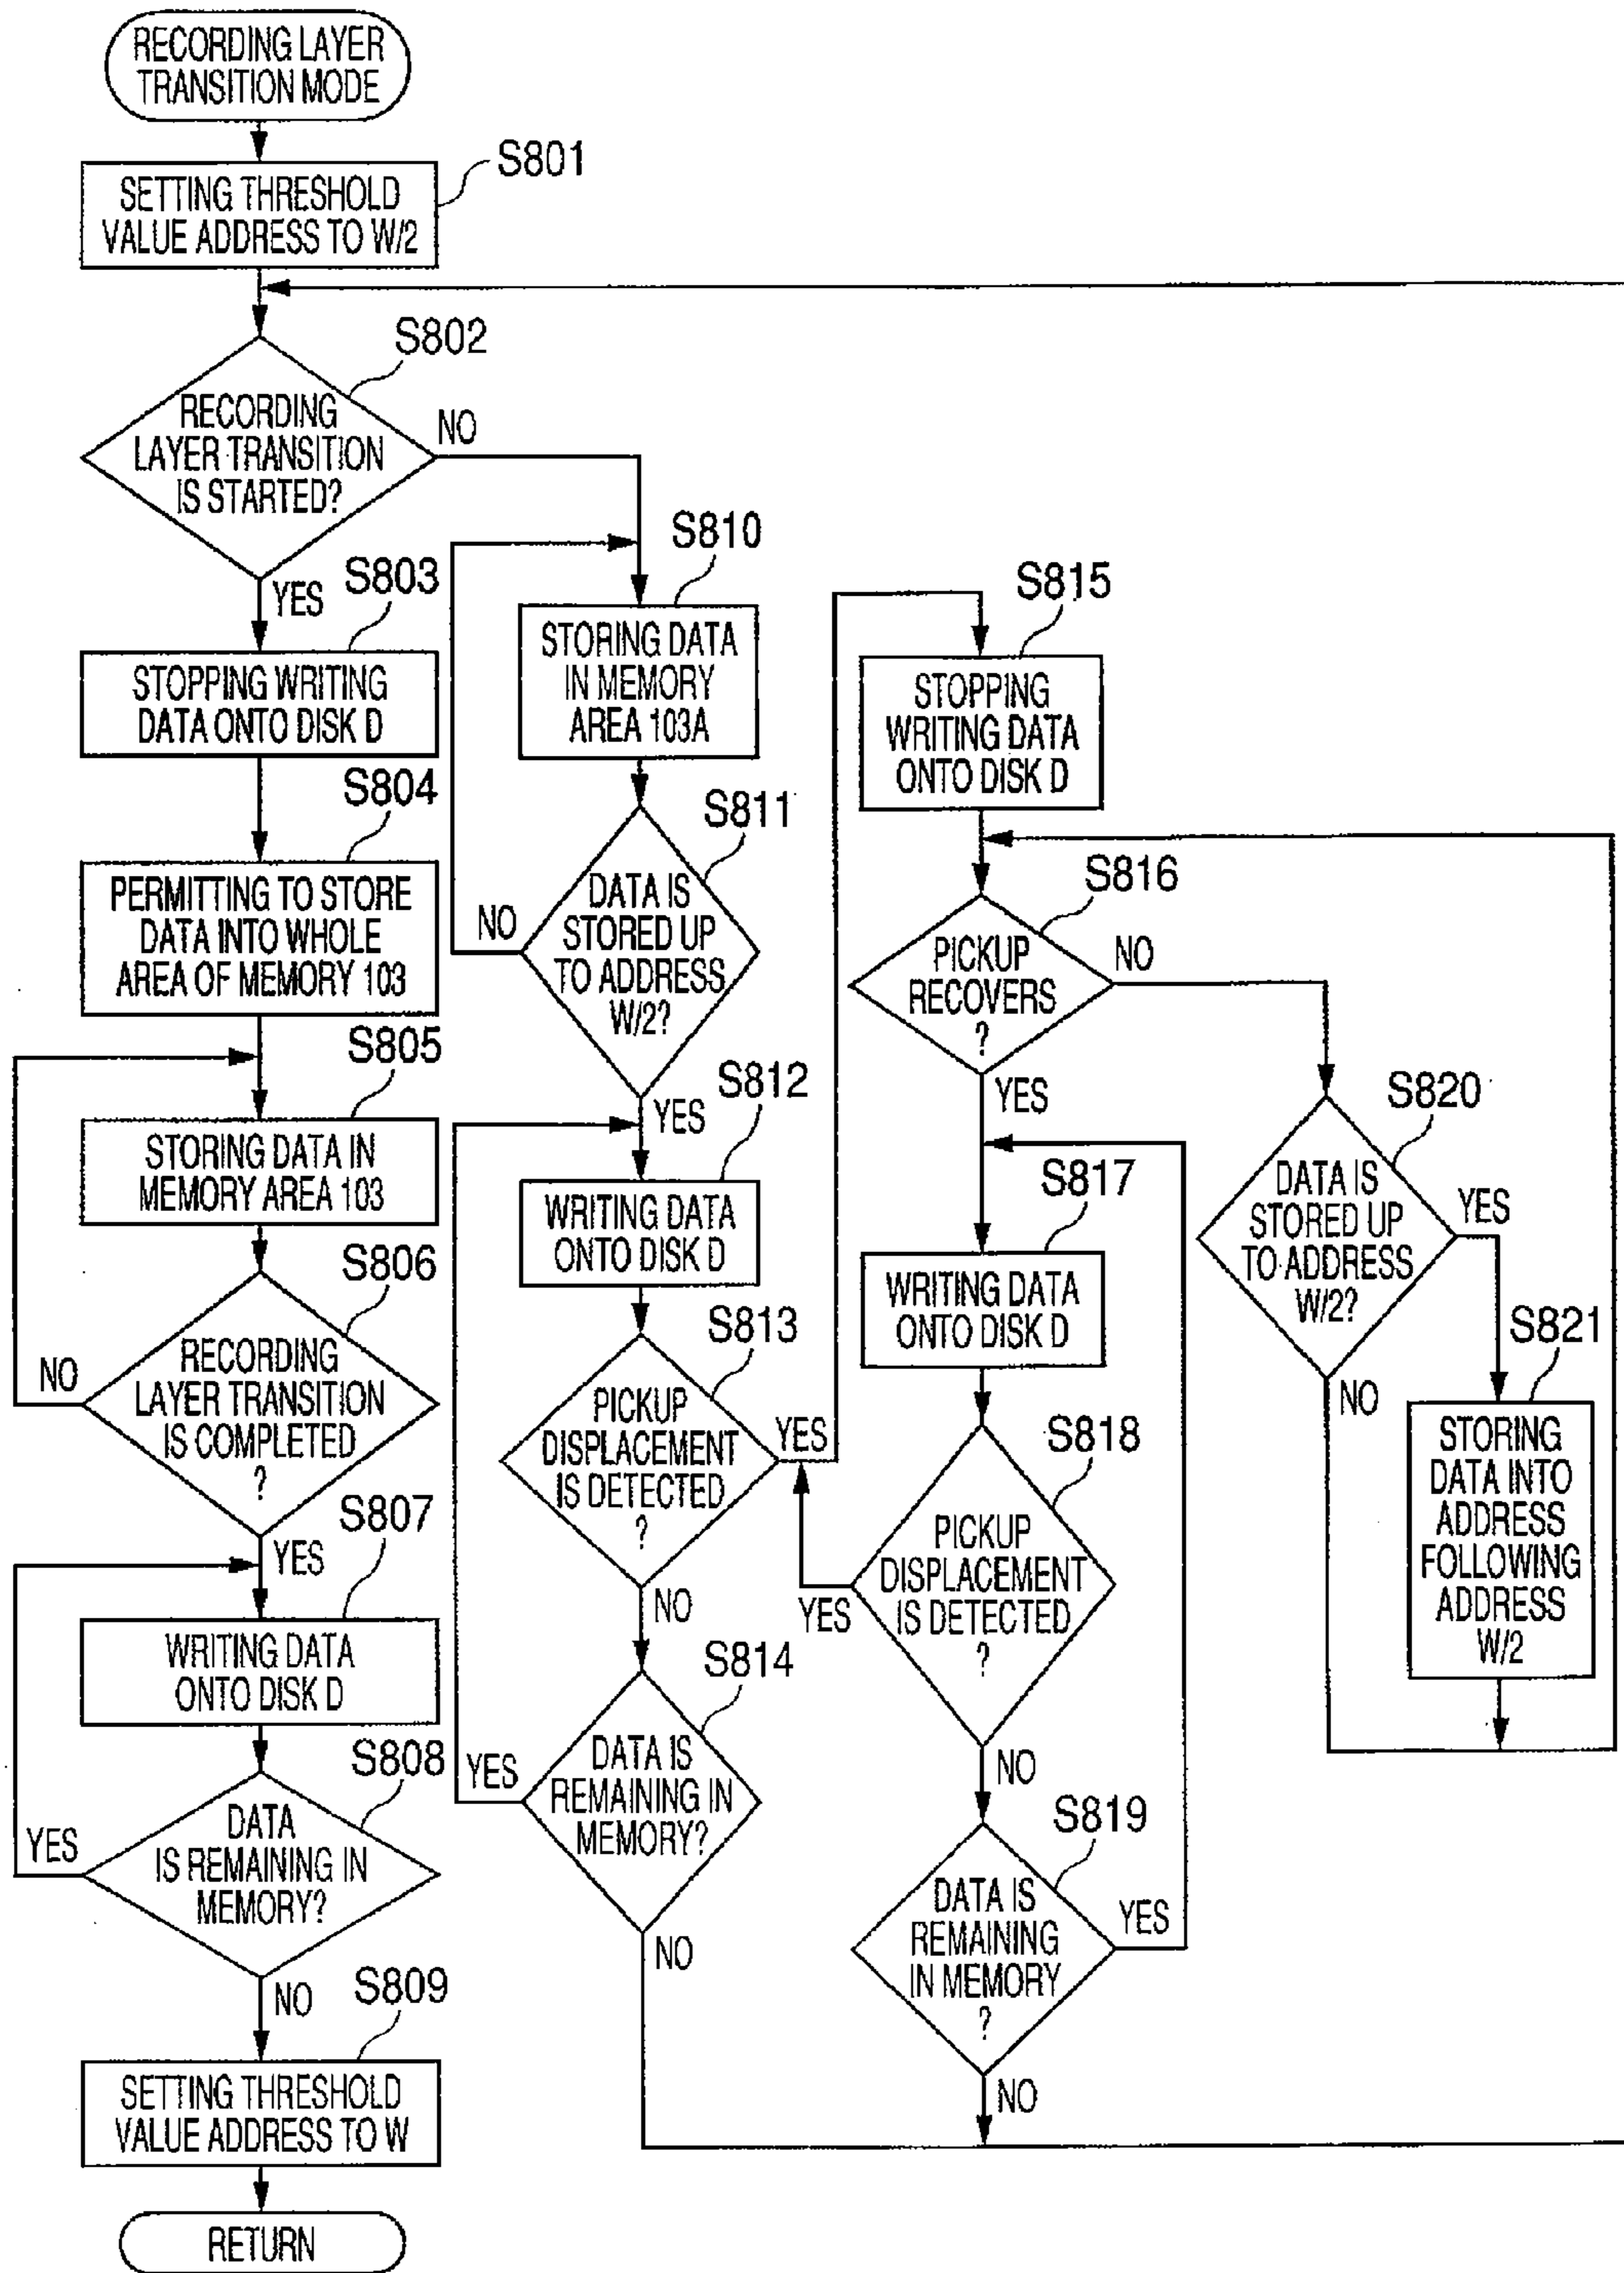 RECORDING LAYER
TRANSITION MODE
S801
SETTING THRESHOLD
VALUE ADDRESS TO W/2
S802
RECORDING
LAYER TRANSITION
IS STARTED?
NO
YES
S803
STOPPING WRITING
DATA ONTO DISK D
S804
PERMITTING TO STORE
DATA INTO WHOLE
AREA OF MEMORY 103
S805
STORING DATA IN
MEMORY AREA 103
S806
RECORDING
LAYER TRANSITION
IS COMPLETED
?
NO
YES
S807
WRITING DATA
ONTO DISK D
S808
DATA
IS REMAINING IN
MEMORY?
YES
NO
S809
SETTING THRESHOLD
VALUE ADDRESS TO W
RETURN
S810
STORING DATA
IN MEMORY
AREA 103A
S811
DATA IS
STORED UP
TO ADDRESS
W/2?
NO
YES
S812
WRITING DATA
ONTO DISK D
S813
PICKUP
DISPLACEMENT
IS DETECTED
?
YES
NO
S814
DATA IS
REMAINING IN
MEMORY?
YES
NO
S815
STOPPING
WRITING DATA
ONTO DISK D
S816
PICKUP
RECOVERS
?
NO
YES
S817
WRITING DATA
ONTO DISK D
S818
PICKUP
DISPLACEMENT
IS DETECTED
?
YES
NO
S819
DATA IS
REMAINING
IN MEMORY
?
YES
NO
S820
DATA IS
STORED UP
TO ADDRESS
W/2?
YES
NO
S821
STORING
DATA INTO
ADDRESS
FOLLOWING
ADDRESS
W/2